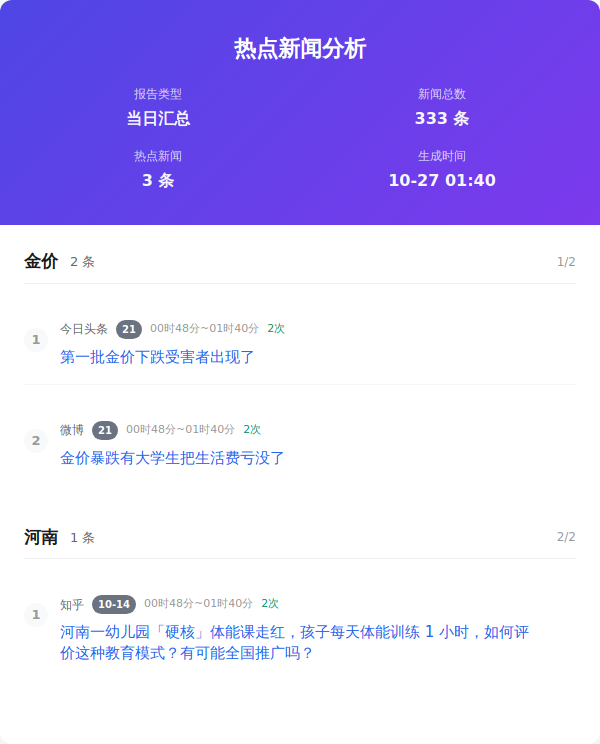 热点新闻分析
报告类型
当日汇总
新闻总数
333 条
热点新闻
3 条
生成时间
10-27 01:40
金价 2 条 1/2
1
今日头条 21 00时48分~01时40分 2次
第一批金价下跌受害者出现了
2
微博 21 00时48分~01时40分 2次
金价暴跌有大学生把生活费亏没了
河南 1 条 2/2
1
知乎 10-14 00时48分~01时40分 2次
河南一幼儿园「硬核」体能课走红，孩子每天体能训练 1 小时，如何评
价这种教育模式？有可能全国推广吗？